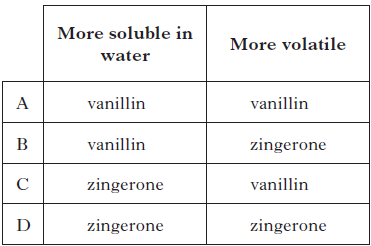 More soluble in water More volatile
A vanillin vanillin
B vanillin zingerone
C zingerone vanillin
D zingerone zingerone